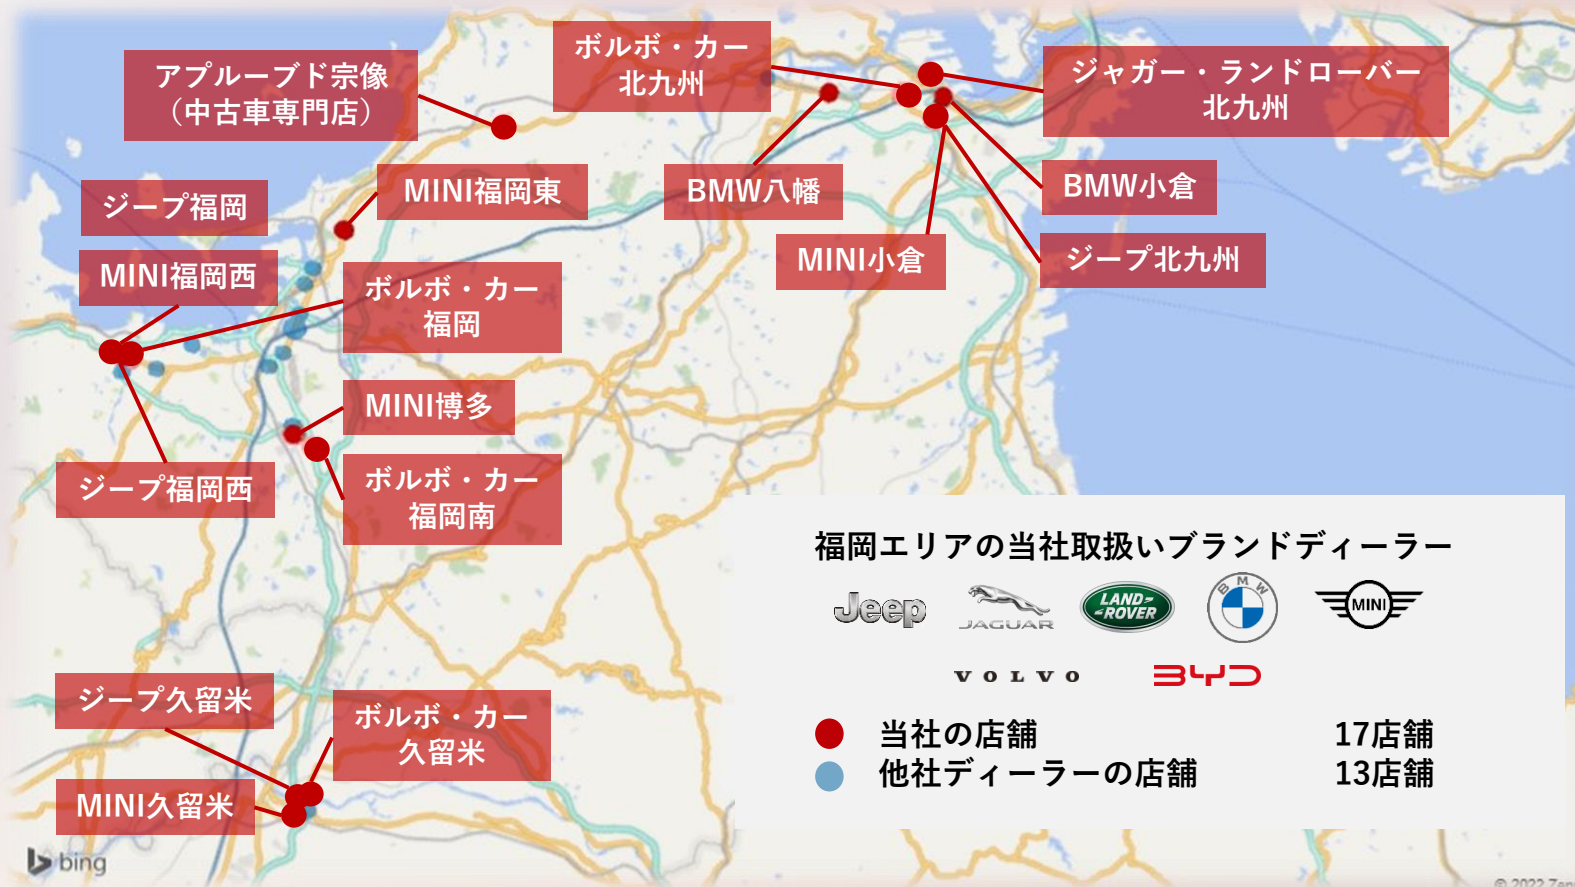 ボルボ・カー
北九州
ジャガー・ランドローバー
北九州
アプルーブド宗像
（中古車専門店）
MINI福岡東
BMW八幡
BMW小倉
ジープ福岡
MINI小倉
ジープ北九州
MINI福岡西
ボルボ・カー
福岡
MINI博多
ジープ福岡西
ボルボ・カー
福岡南
福岡エリアの当社取扱いブランドディーラー
Jeep
JAGUAR
LAND-
-ROVER
BMW
MINI
VOLVO
BYD
当社の店舗 17店舗
他社ディーラーの店舗 13店舗
ジープ久留米
ボルボ・カー
久留米
MINI久留米
bing
© 2022